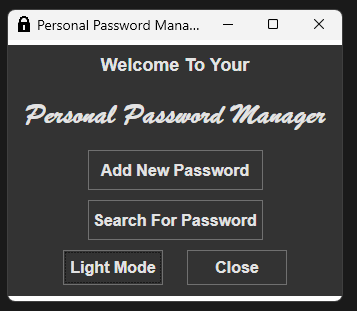 Personal Password Mana...
Welcome To Your
Personal Password Manager
Add New Password
Search For Password
Light Mode Close